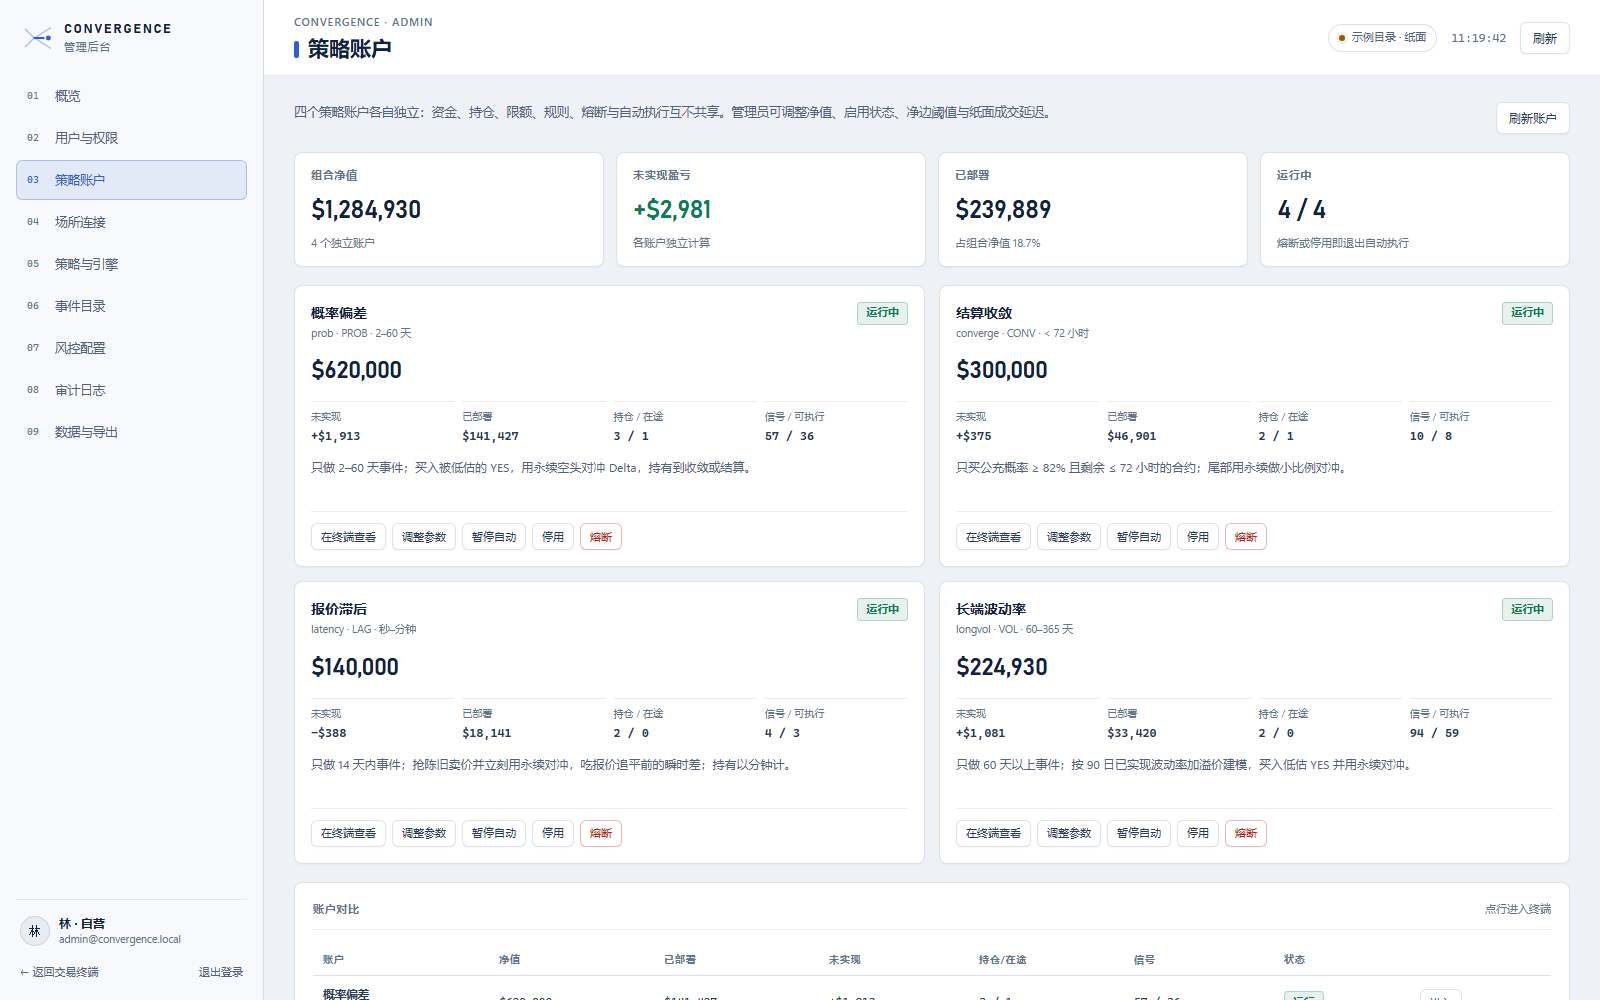 CONVERGENCE
管理后台
01 概览
02 用户与权限
03 策略账户
04 场所连接
05 策略与引擎
06 事件目录
07 风控配置
08 审计日志
09 数据与导出
林
林 · 自营
admin@convergence.local
← 返回交易终端
退出登录
CONVERGENCE · ADMIN
策略账户
示例目录 · 纸面
11:19:42
刷新
四个策略账户各自独立：资金、持仓、限额、规则、熔断与自动执行互不共享。管理员可调整净值、启用状态、净边阈值与纸面成交延迟。
刷新账户
组合净值
$1,284,930
4 个独立账户
未实现盈亏
+$2,981
各账户独立计算
已部署
$239,889
占组合净值 18.7%
运行中
4 / 4
熔断或停用即退出自动执行
概率偏差
运行中
prob · PROB · 2–60 天
$620,000
未实现 已部署 持仓 / 在途 信号 / 可执行
+$1,913 $141,427 3 / 1 57 / 36
只做 2–60 天事件；买入被低估的 YES，用永续空头对冲 Delta，持有到收敛或结算。
在终端查看 调整参数 暂停自动 停用 熔断
结算收敛
运行中
converge · CONV · < 72 小时
$300,000
未实现 已部署 持仓 / 在途 信号 / 可执行
+$375 $46,901 2 / 1 10 / 8
只买公充概率 ≥ 82% 且剩余 ≤ 72 小时的合约；尾部用永续做小比例对冲。
在终端查看 调整参数 暂停自动 停用 熔断
报价滞后
运行中
latency · LAG · 秒–分钟
$140,000
未实现 已部署 持仓 / 在途 信号 / 可执行
−$388 $18,141 2 / 0 4 / 3
只做 14 天内事件；抢陈旧卖价并立刻用永续对冲，吃报价追平前的瞬时差；持有以分钟计。
在终端查看 调整参数 暂停自动 停用 熔断
长端波动率
运行中
longvol · VOL · 60–365 天
$224,930
未实现 已部署 持仓 / 在途 信号 / 可执行
+$1,081 $33,420 2 / 0 94 / 59
只做 60 天以上事件；按 90 日已实现波动率加溢价建模，买入低估 YES 并用永续对冲。
在终端查看 调整参数 暂停自动 停用 熔断
账户对比
点行进入终端
账户 净值 已部署 未实现 持仓/在途 信号 状态
概率偏差